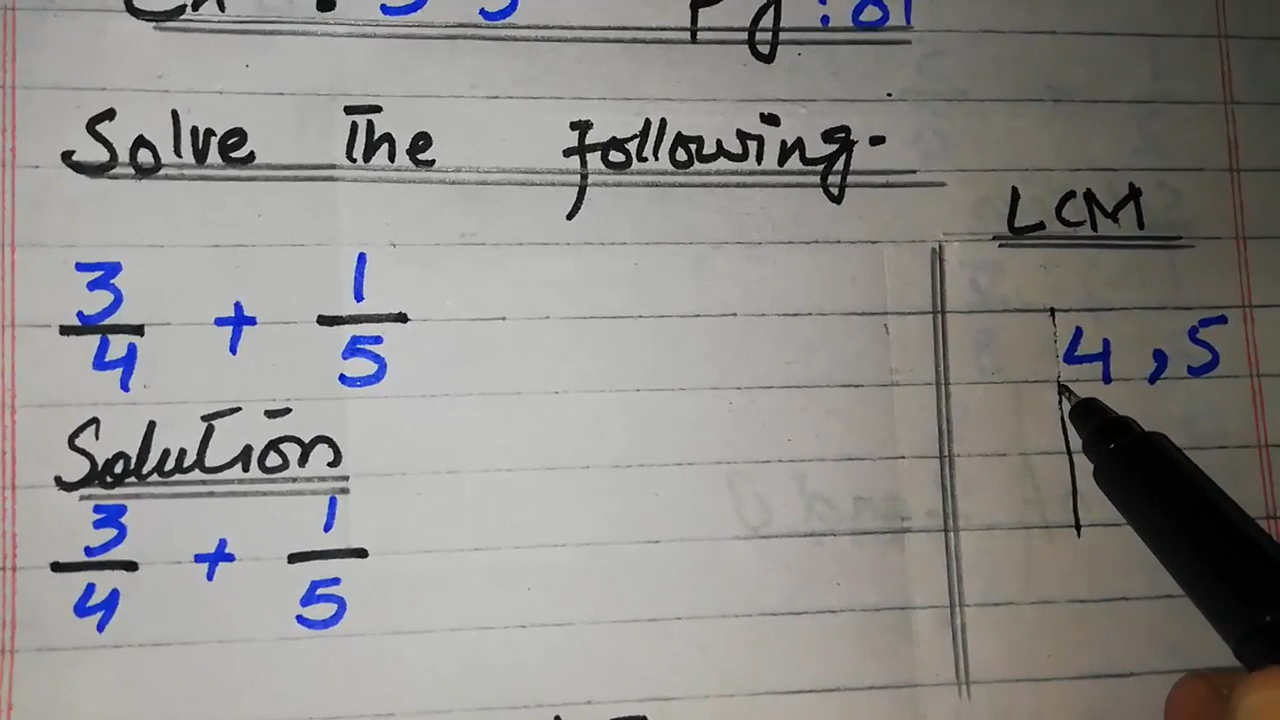 Solve The following.
LCM
3/4 + 1/5
4, 5
Solution
3/4 + 1/5